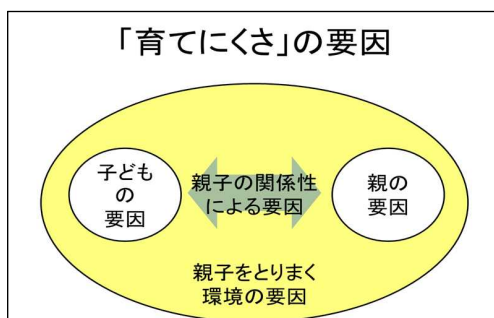 「育てにくさ」の要因
子ども
の
要因
親子の関係性
による要因
親の
要因
親子をとりまく
環境の要因